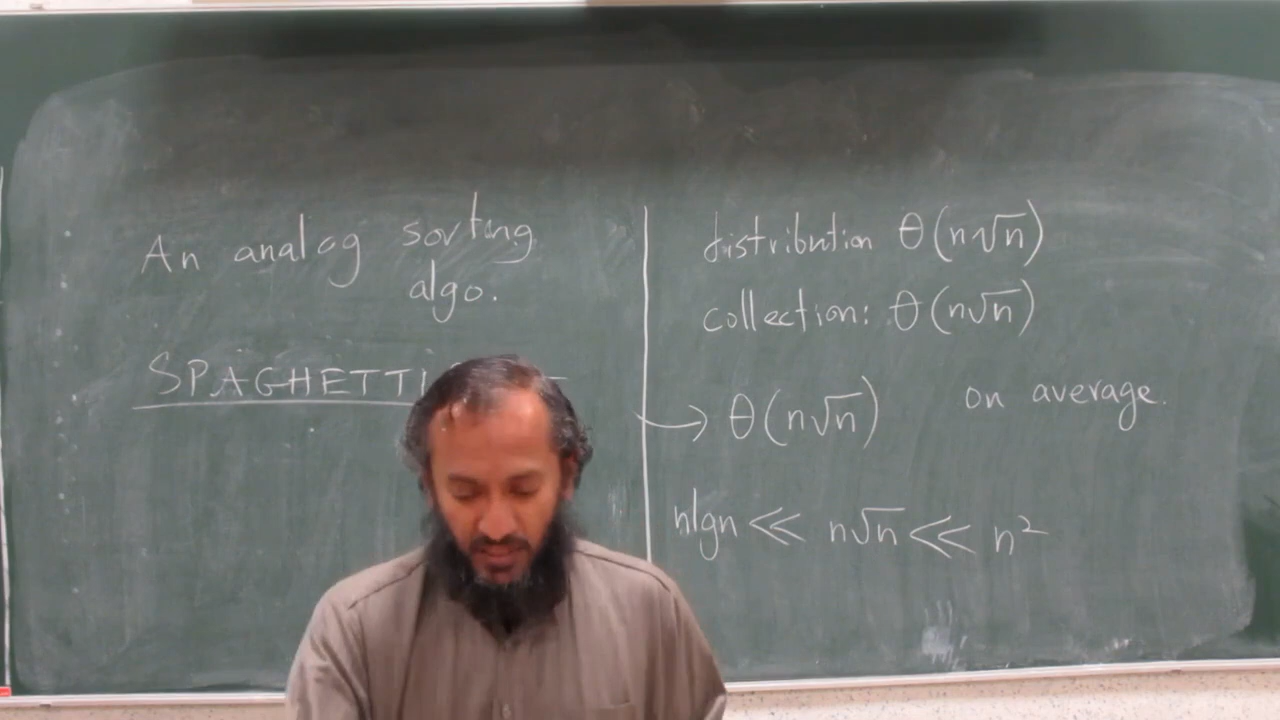 An analog sorting
algo.
SPAGHETTI
distribution θ(n√n)
collection: θ(n√n)
→ θ(n√n) on average.
nlgn << n√n << n²